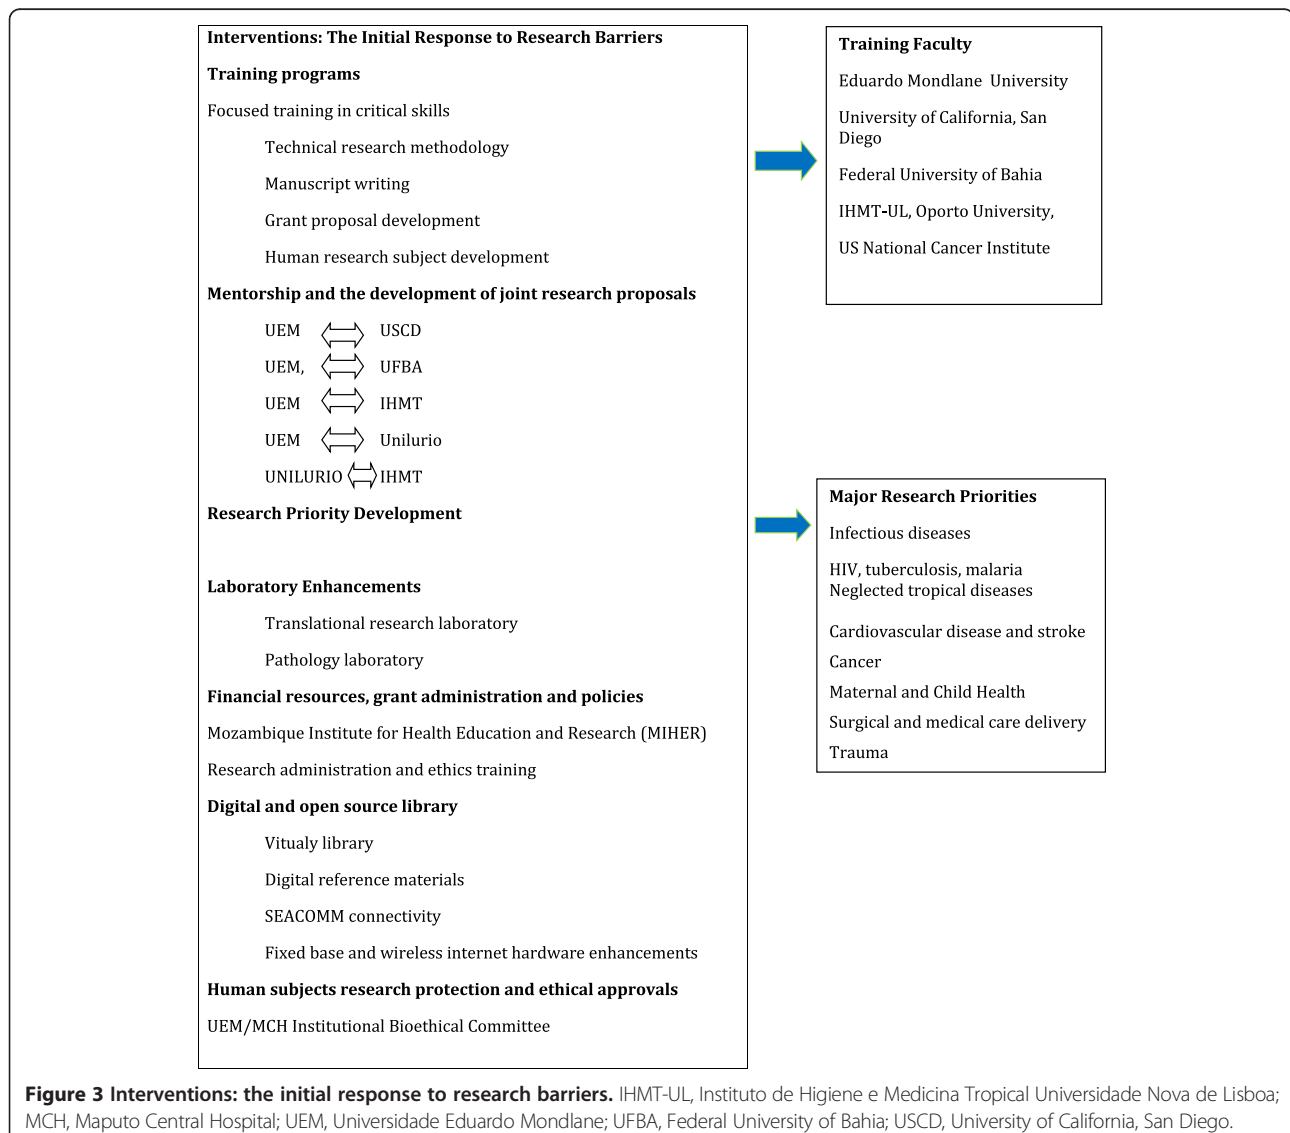 Interventions: The Initial Response to Research Barriers
Training programs
Focused training in critical skills
Technical research methodology
Manuscript writing
Grant proposal development
Human research subject development
Mentorship and the development of joint research proposals
UEM USCD
UEM, UFBA
UEM IHMT
UEM Unilurio
UNILURIO IHMT
Research Priority Development
Laboratory Enhancements
Translational research laboratory
Pathology laboratory
Financial resources, grant administration and policies
Mozambique Institute for Health Education and Research (MIHER)
Research administration and ethics training
Digital and open source library
Vitualy library
Digital reference materials
SEACOMM connectivity
Fixed base and wireless internet hardware enhancements
Human subjects research protection and ethical approvals
UEM/MCH Institutional Bioethical Committee
Training Faculty
Eduardo Mondlane University
University of California, San
Diego
Federal University of Bahia
IHMT-UL, Oporto University,
US National Cancer Institute
Major Research Priorities
Infectious diseases
HIV, tuberculosis, malaria
Neglected tropical diseases
Cardiovascular disease and stroke
Cancer
Maternal and Child Health
Surgical and medical care delivery
Trauma
Figure 3 Interventions: the initial response to research barriers. IHMT-UL, Instituto de Higiene e Medicina Tropical Universidade Nova de Lisboa;
MCH, Maputo Central Hospital; UEM, Universidade Eduardo Mondlane; UFBA, Federal University of Bahia; USCD, University of California, San Diego.